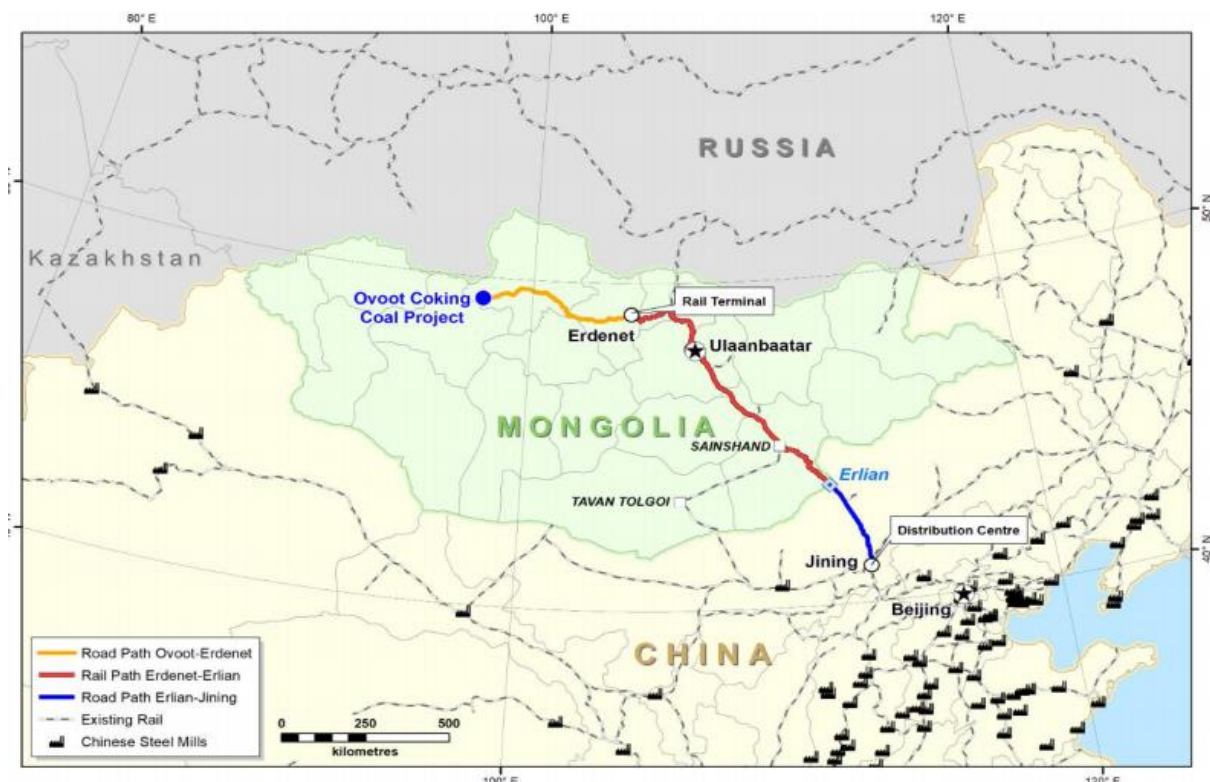 80° E
100° E
120° E
RUSSIA
50° N
Kazakhstan
Ovoot Coking
Coal Project
Rail Terminal
Erdenet
Ulaanbaatar
MONGOLIA
SAINSHAND
Erlian
TAVAN TOLGOI
Distribution Centre
40° N
Jining
Beijing
CHINA
Road Path Ovoot-Erdenet
Rail Path Erdenet-Erlian
Road Path Erlian-Jining
Existing Rail
Chinese Steel Mills
0 250 500
kilometres
100° E